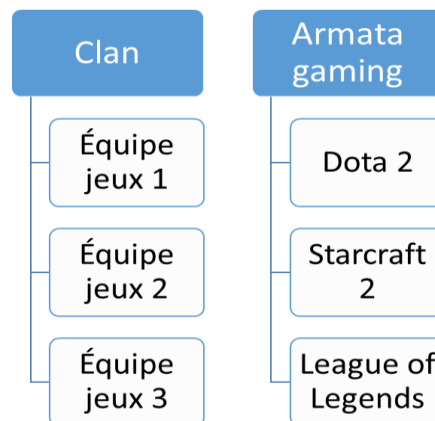 Clan
Équipe
jeux 1
Équipe
jeux 2
Équipe
jeux 3
Armata
gaming
Dota 2
Starcraft
2
League of
Legends